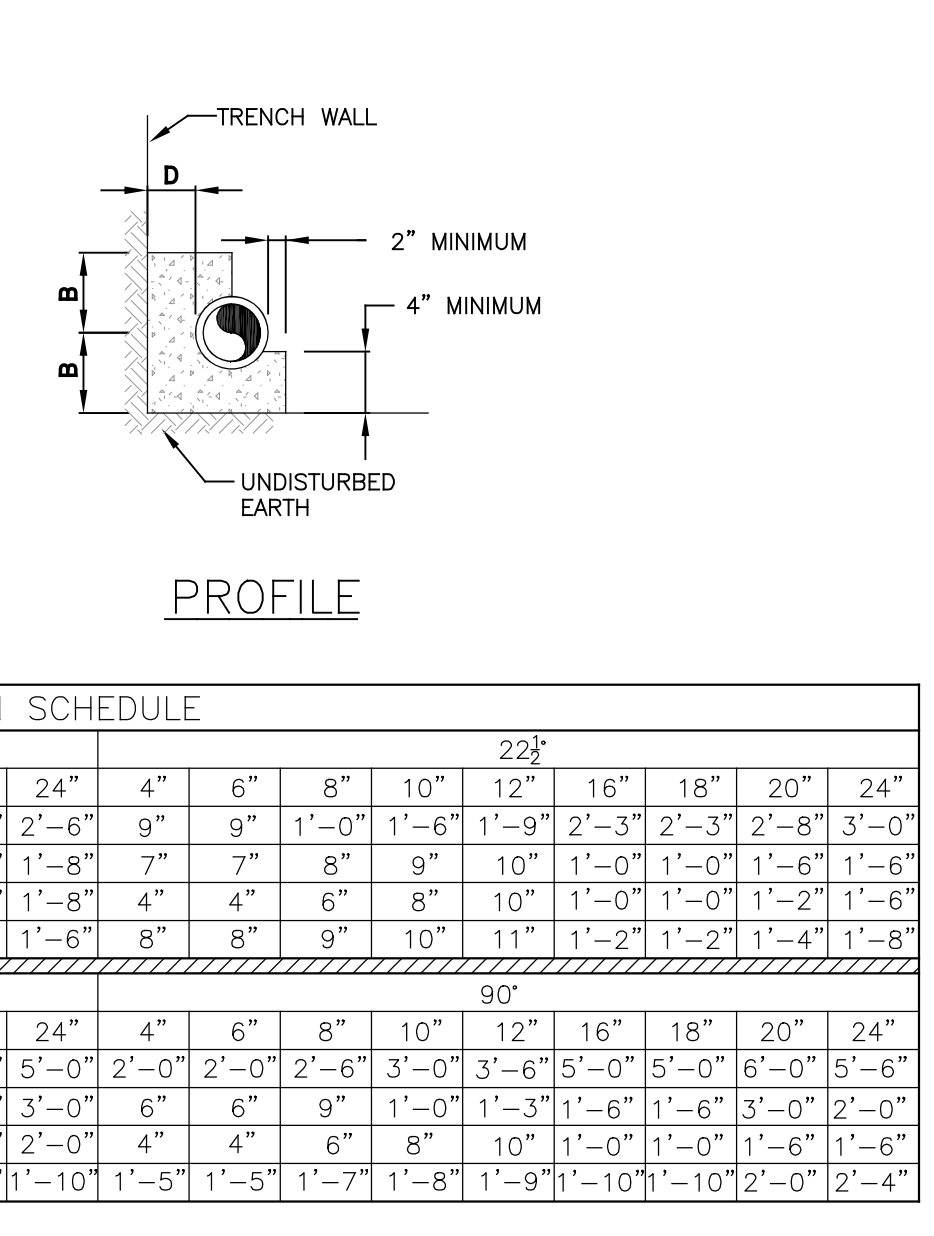 TRENCH WALL
D
2” MINIMUM
B
4” MINIMUM
B
UNDISTURBED
EARTH
PROFILE
SCHEDULE
22½°
24” 4” 6” 8” 10” 12” 16” 18” 20” 24”
2’–6” 9” 9” 1’–0” 1’–6” 1’–9” 2’–3” 2’–3” 2’–8” 3’–0”
1’–8” 7” 7” 8” 9” 10” 1’–0” 1’–0” 1’–6” 1’–6”
1’–8” 4” 4” 6” 8” 10” 1’–0” 1’–0” 1’–2” 1’–6”
1’–6” 8” 8” 9” 10” 11” 1’–2” 1’–2” 1’–4” 1’–8”
90°
24” 4” 6” 8” 10” 12” 16” 18” 20” 24”
5’–0” 2’–0” 2’–0” 2’–6” 3’–0” 3’–6” 5’–0” 5’–0” 6’–0” 5’–6”
3’–0” 6” 6” 9” 1’–0” 1’–3” 1’–6” 1’–6” 3’–0” 2’–0”
2’–0” 4” 4” 6” 8” 10” 1’–0” 1’–0” 1’–6” 1’–6”
1’–10” 1’–5” 1’–5” 1’–7” 1’–8” 1’–9” 1’–10” 1’–10” 2’–0” 2’–4”